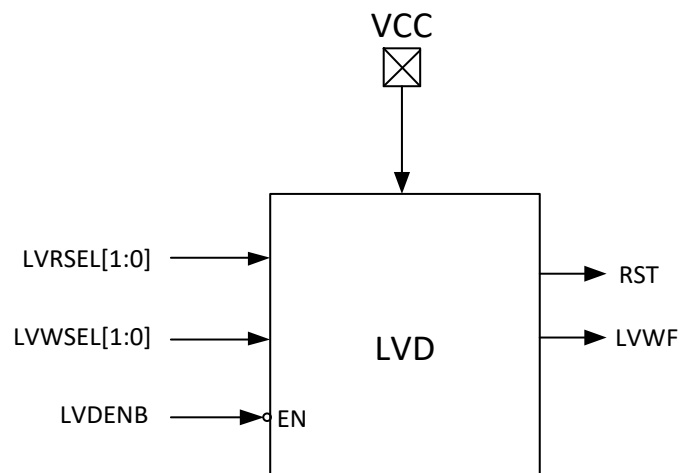 VCC
LVRSEL[1:0]
RST
LVWSEL[1:0]
LVD
LVWF
LVDENB
EN